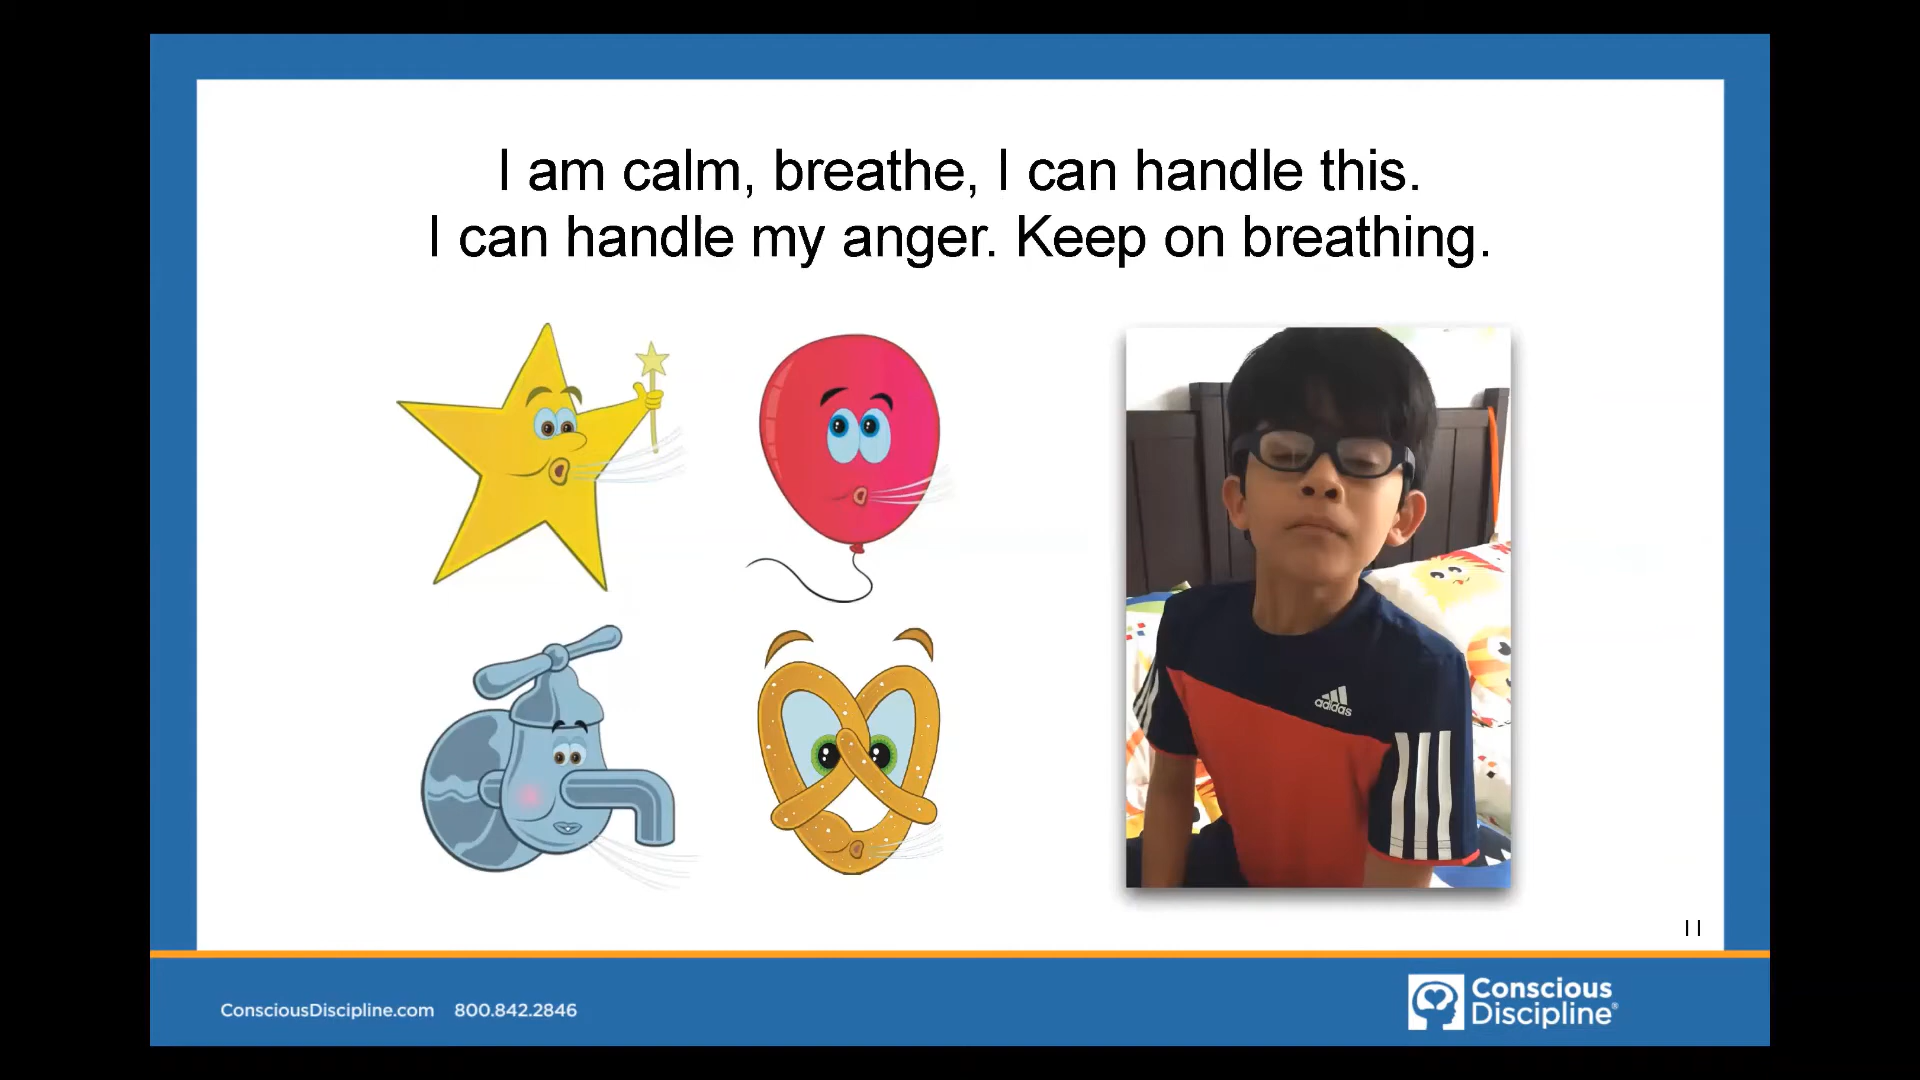 I am calm, breathe, I can handle this.
I can handle my anger. Keep on breathing.
adidas
11
ConsciousDiscipline.com 800.842.2846
Conscious
Discipline®